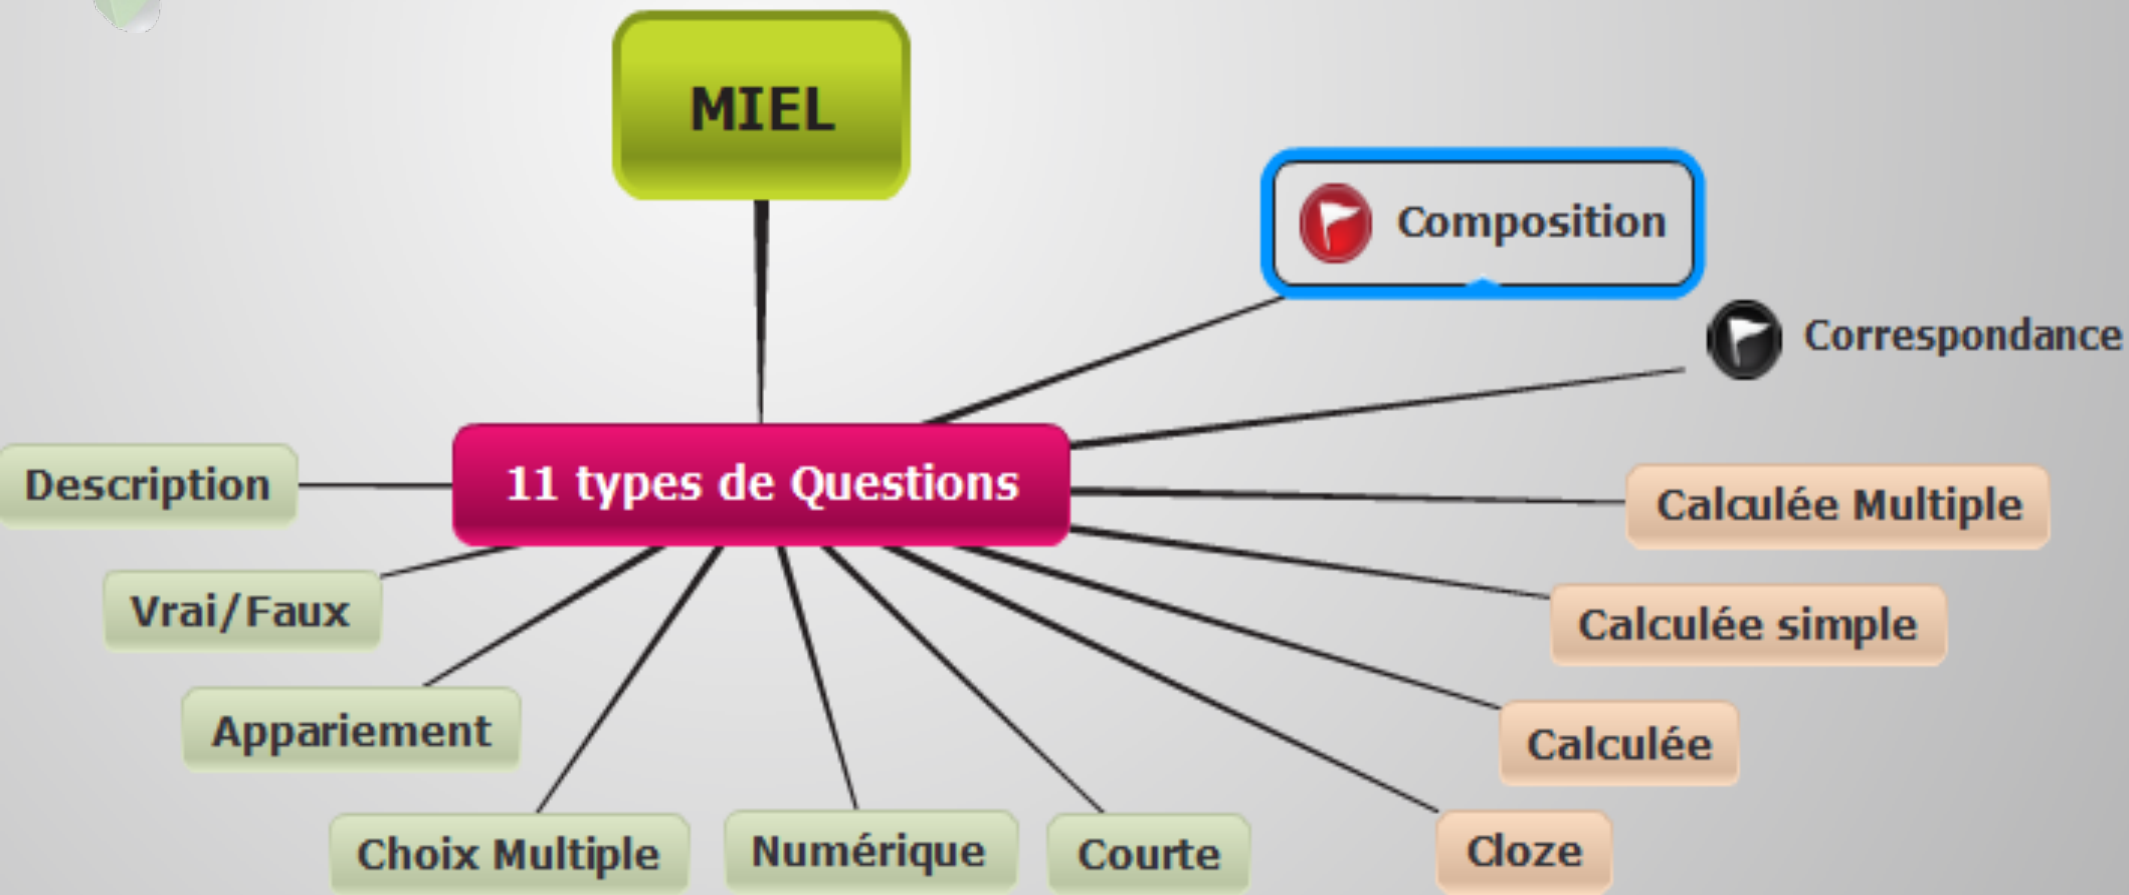 MIEL
Composition
Correspondance
11 types de Questions
Description
Calculée Multiple
Vrai/Faux
Calculée simple
Appariement
Calculée
Choix Multiple
Numérique
Courte
Cloze